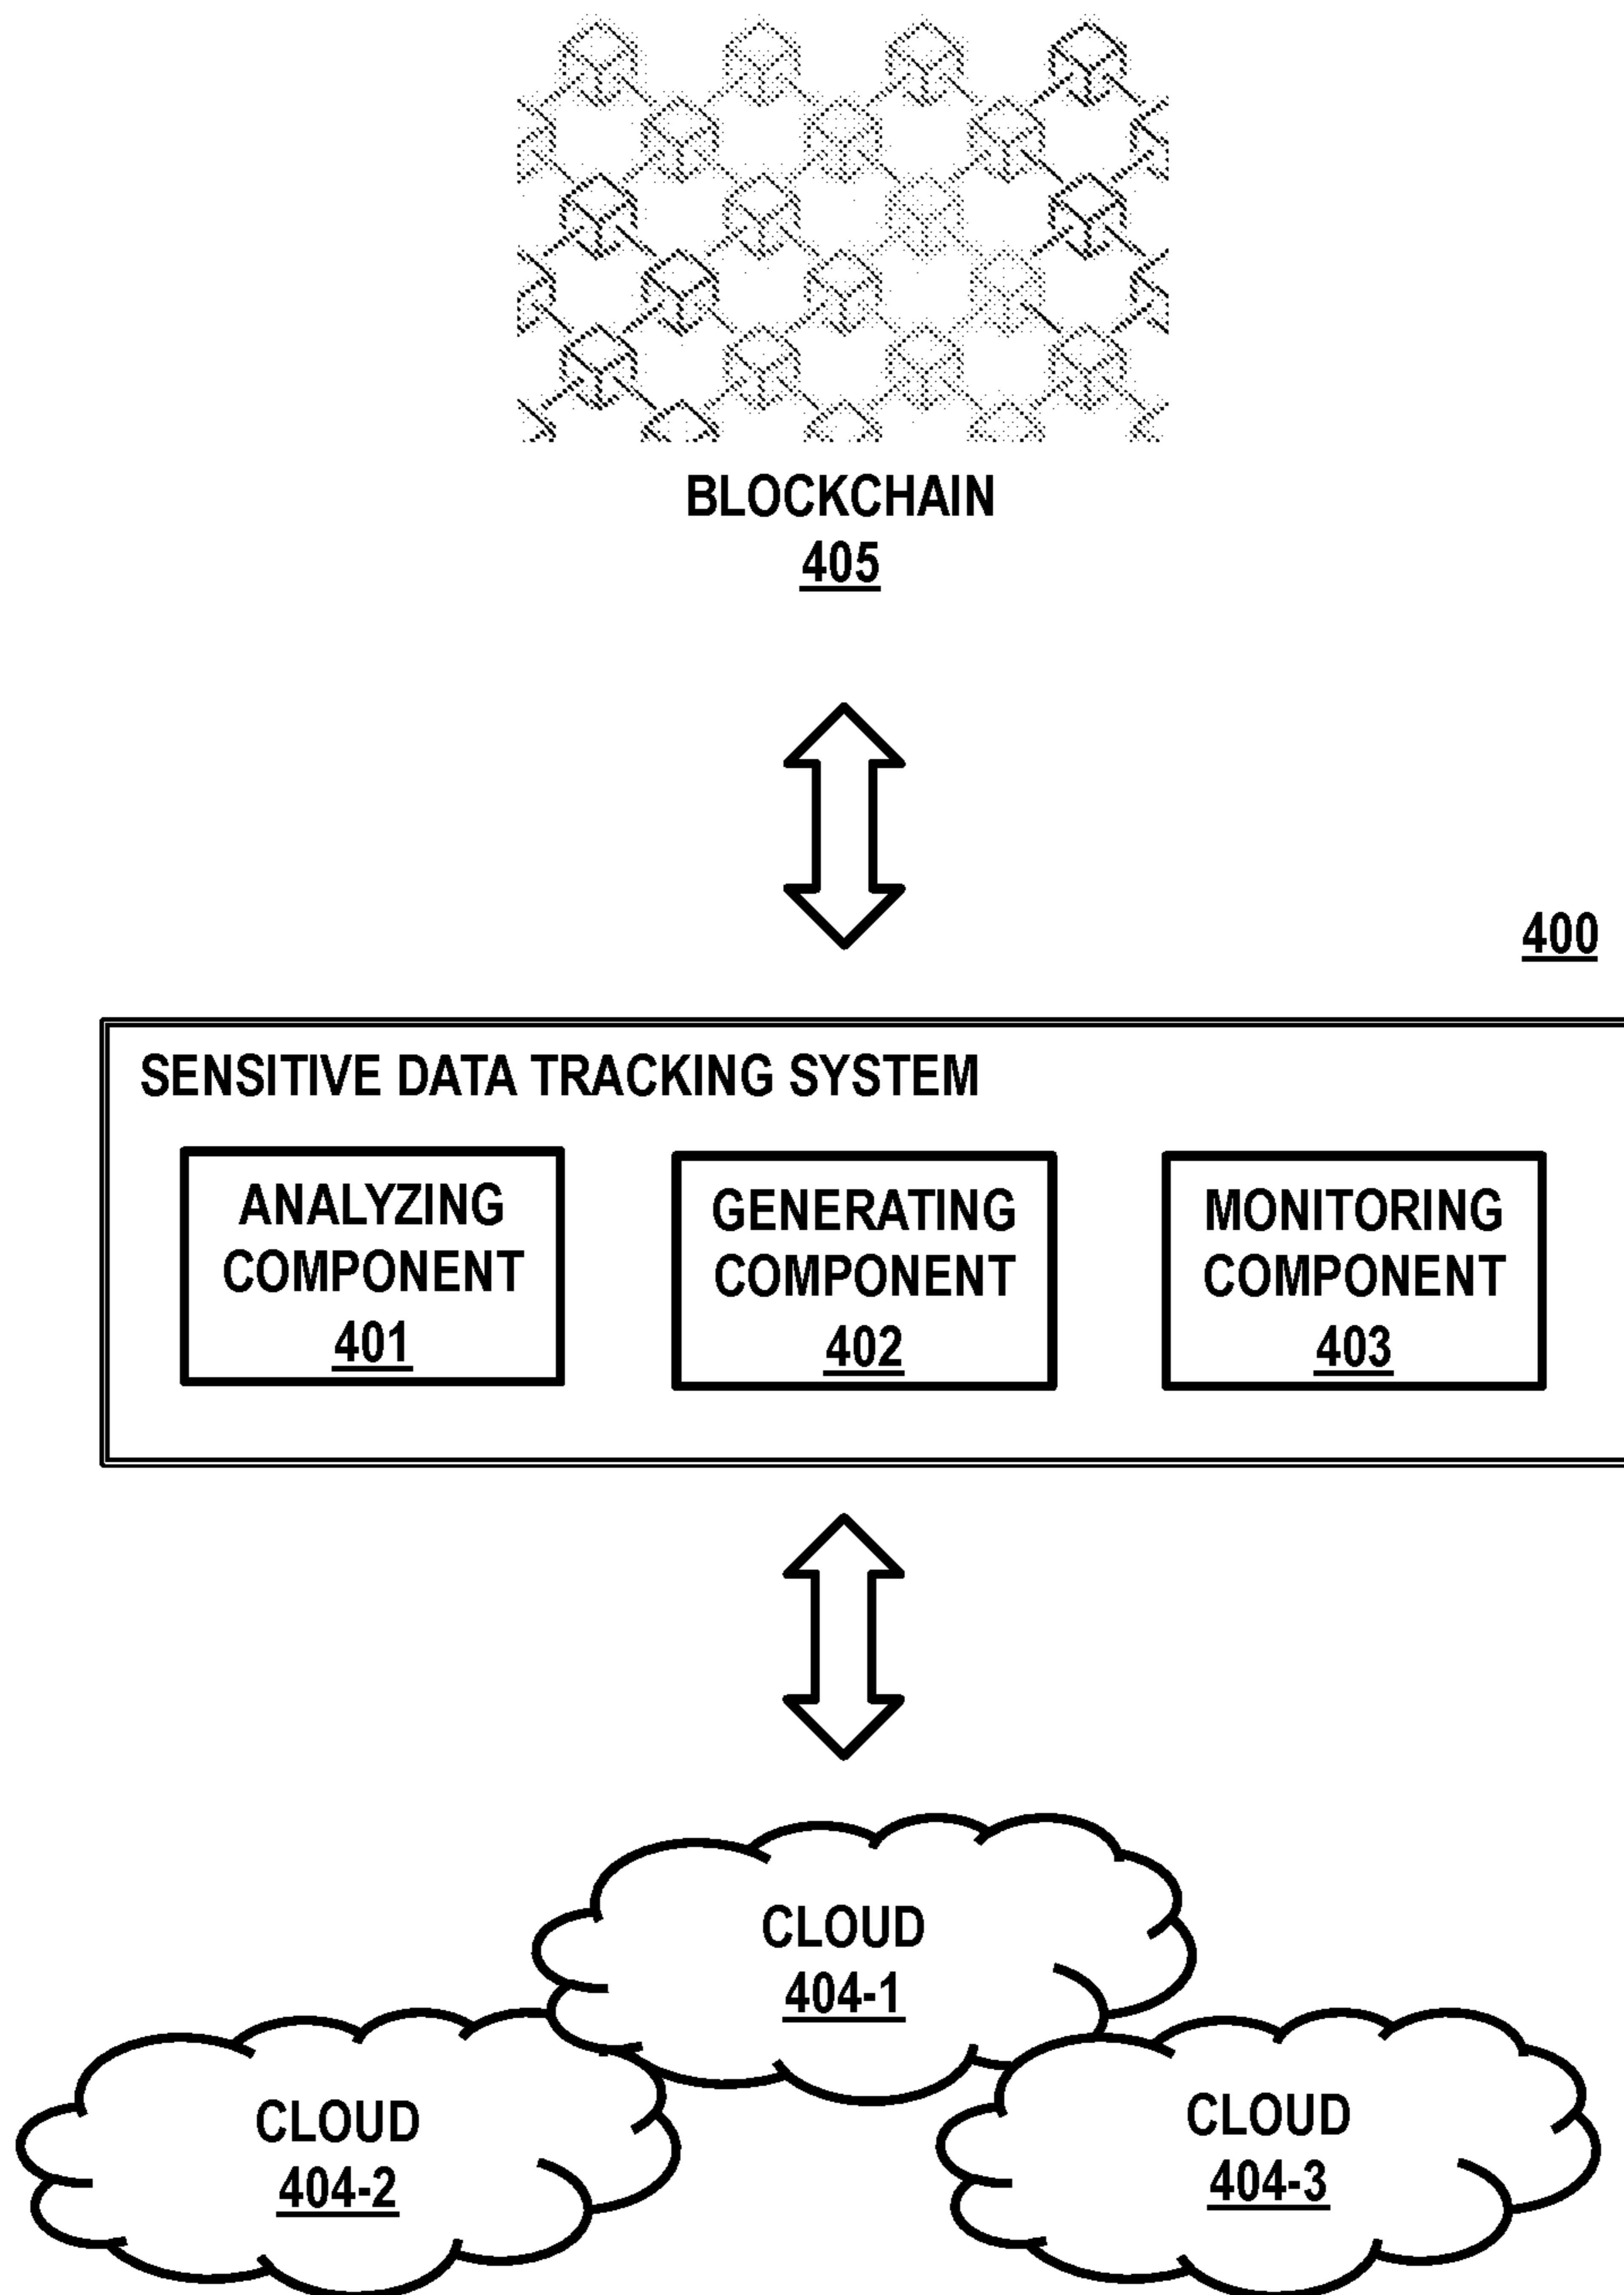 BLOCKCHAIN
405
400
SENSITIVE DATA TRACKING SYSTEM
ANALYZING
COMPONENT
401
GENERATING
COMPONENT
402
MONITORING
COMPONENT
403
CLOUD
404-1
CLOUD
404-2
CLOUD
404-3